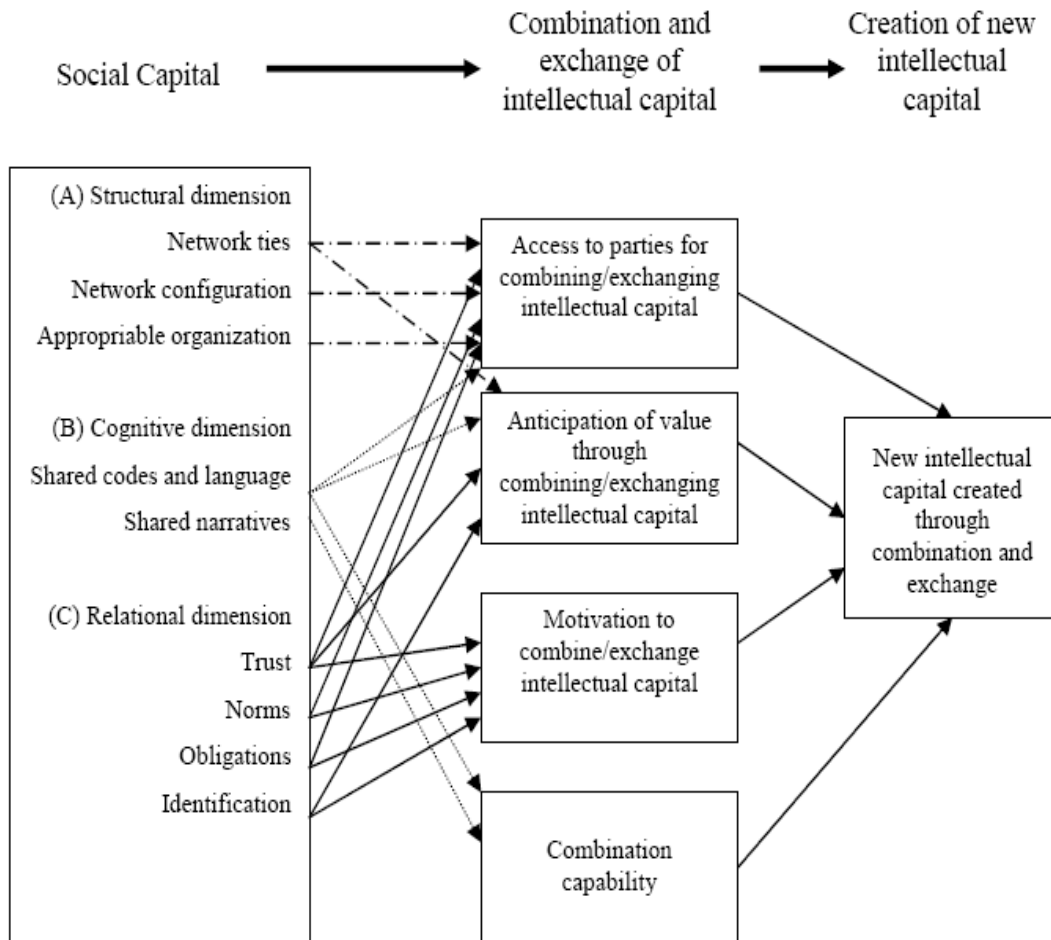 Social Capital
Combination and
exchange of
intellectual capital
Creation of new
intellectual
capital
(A) Structural dimension
Network ties
Network configuration
Appropriable organization
(B) Cognitive dimension
Shared codes and language
Shared narratives
(C) Relational dimension
Trust
Norms
Obligations
Identification
Access to parties for
combining/exchanging
intellectual capital
Anticipation of value
through
combining/exchanging
intellectual capital
Motivation to
combine/exchange
intellectual capital
Combination
capability
New intellectual
capital created
through
combination and
exchange